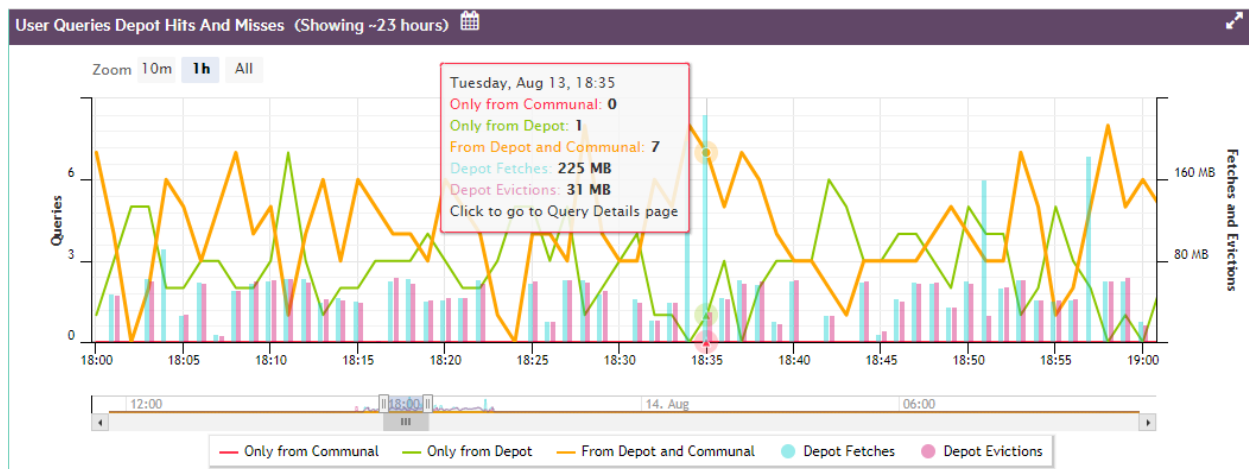 User Queries Depot Hits And Misses (Showing ~23 hours)
Zoom 10m 1h All
Tuesday, Aug 13, 18:35
Only from Communal: 0
Only from Depot: 1
From Depot and Communal: 7
Depot Fetches: 225 MB
Depot Evictions: 31 MB
Click to go to Query Details page
Queries
6
3
0
160 MB
80 MB
Fetches and Evictions
18:00 18:05 18:10 18:15 18:20 18:25 18:30 18:35 18:40 18:45 18:50 18:55 19:00
12:00 18:00 14. Aug 06:00
Only from Communal Only from Depot From Depot and Communal Depot Fetches Depot Evictions